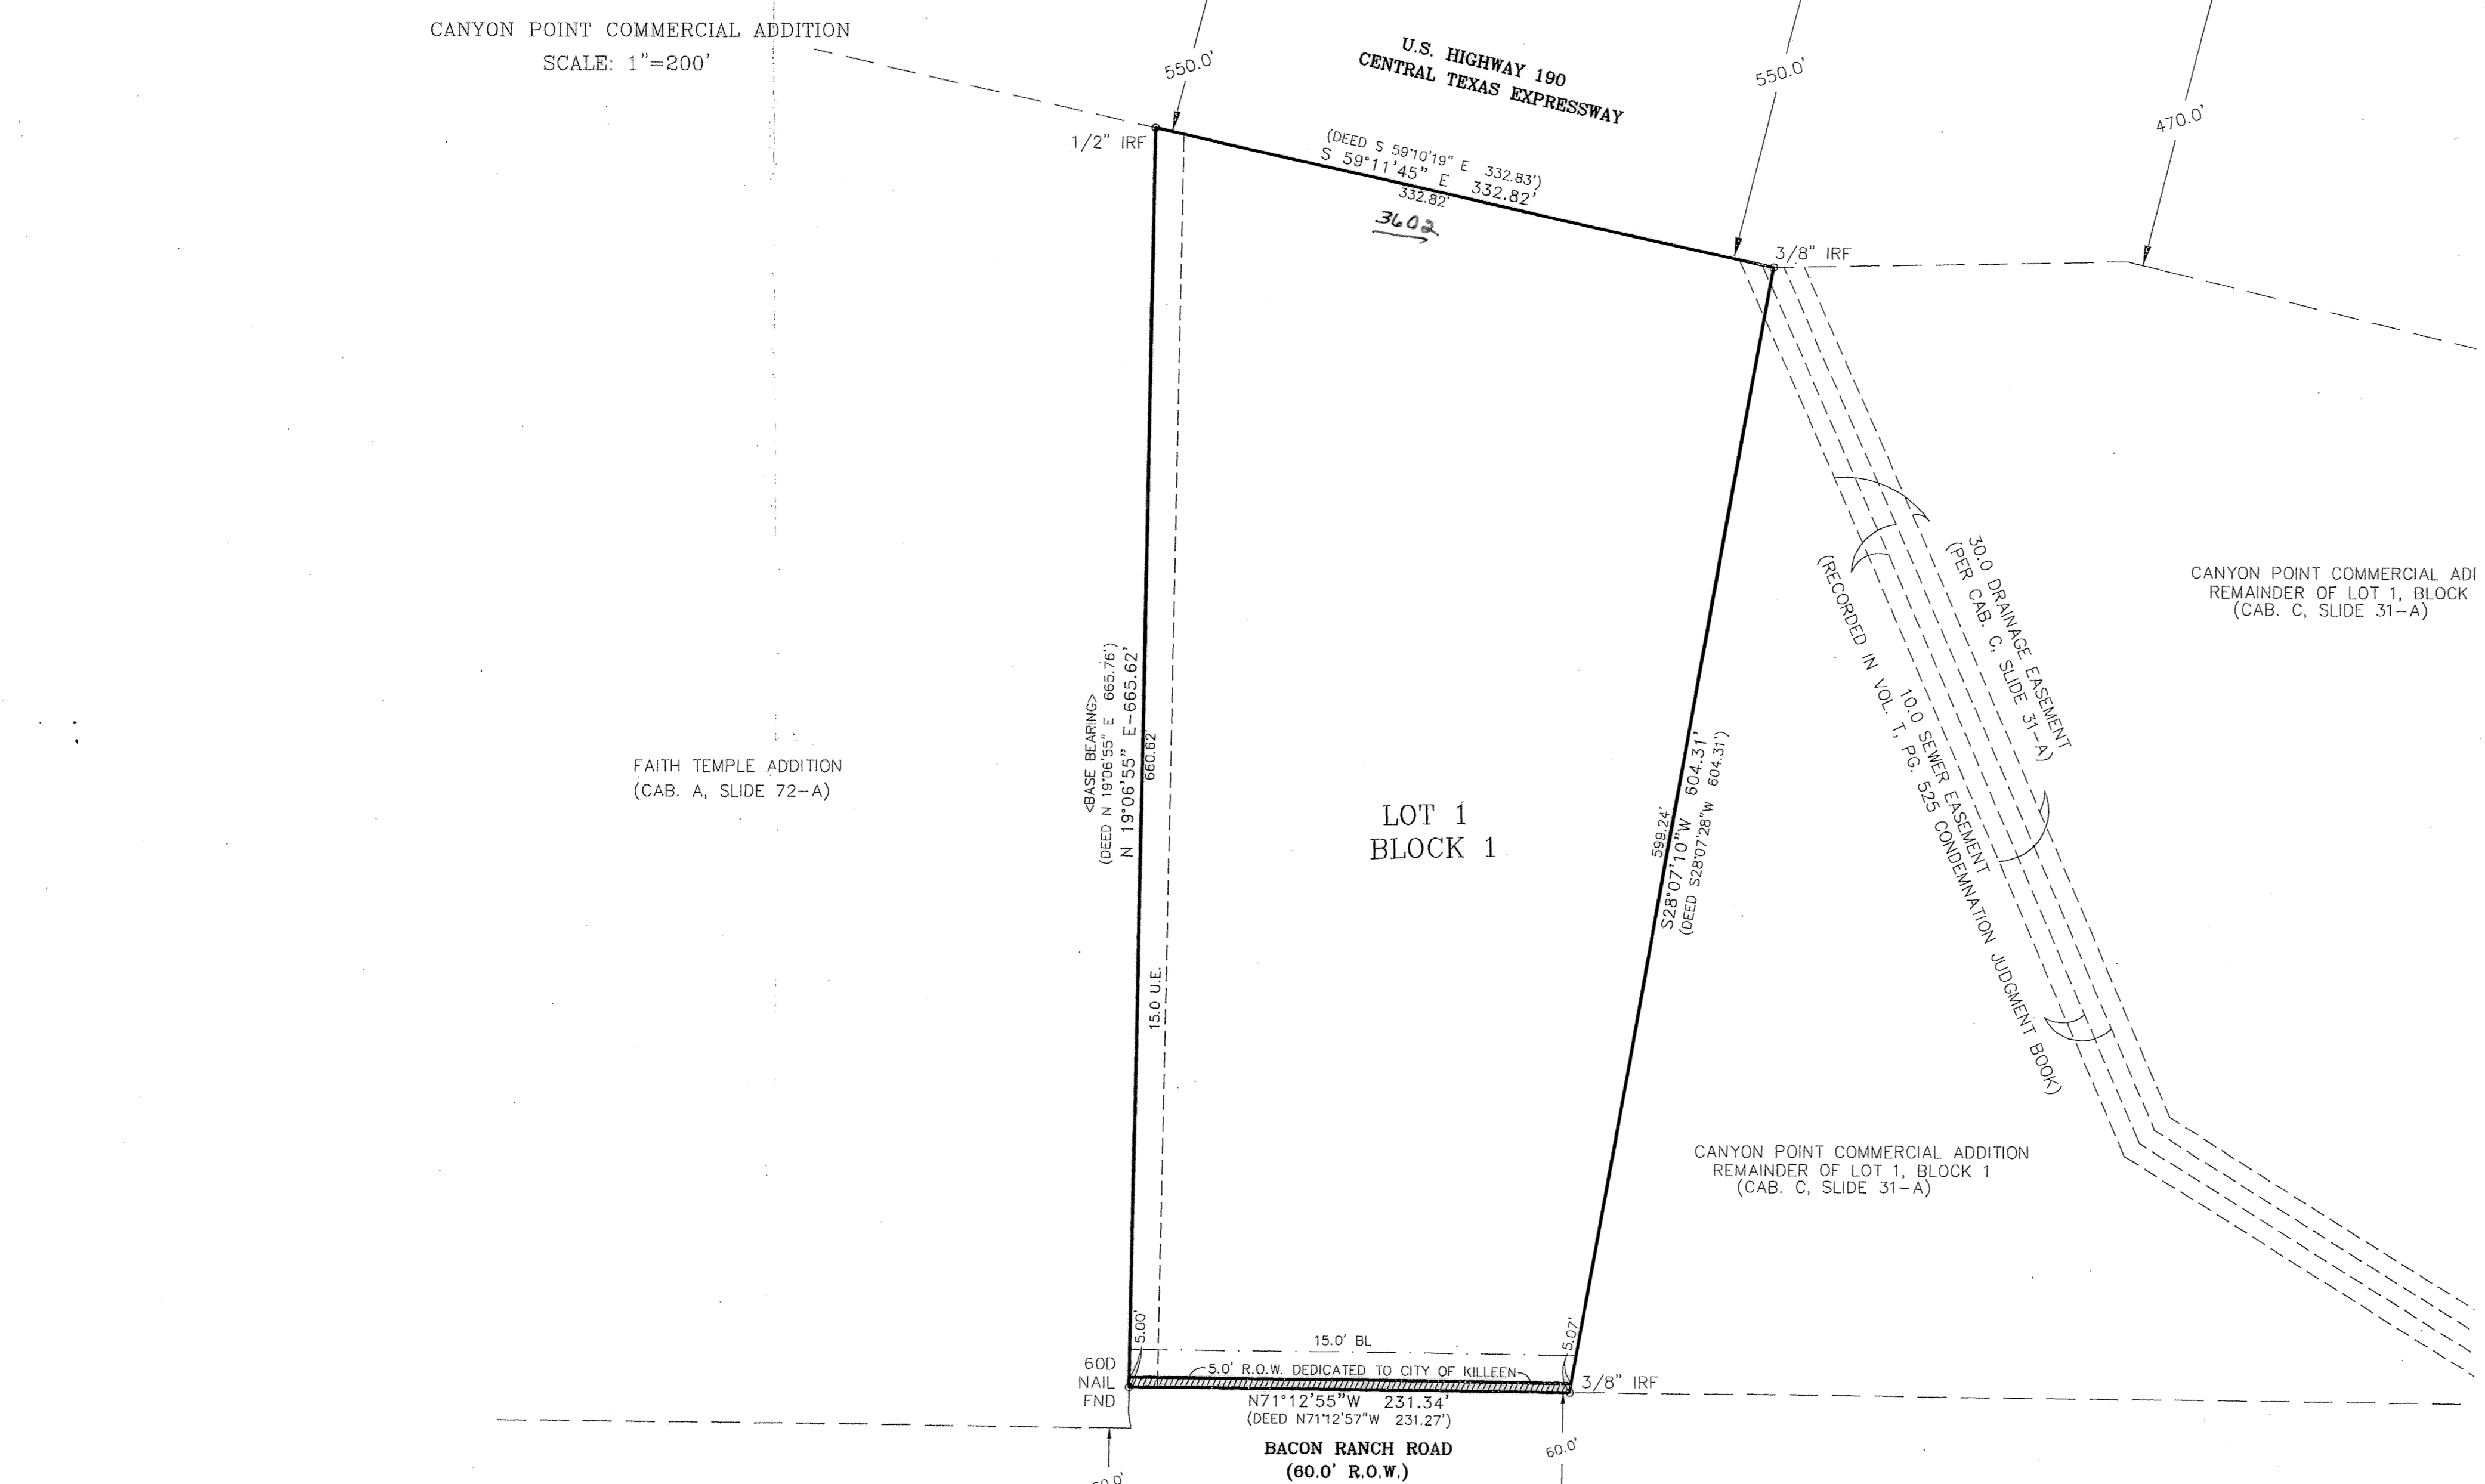 CANYON POINT COMMERCIAL ADDITION
SCALE: 1"=200'
550.0'
U.S. HIGHWAY 190
CENTRAL TEXAS EXPRESSWAY
550.0'
470.0'
1/2" IRF
(DEED S 59°10'19" E 332.83')
S 59°11'45" E 332.82'
332.82'
3602
3/8" IRF
30.0 DRAINAGE EASEMENT
(PER CAB. C, SLIDE 31-A)
10.0 SEWER EASEMENT
(RECORDED IN VOL. T, PG. 525 CONDEMNATION JUDGMENT BOOK)
CANYON POINT COMMERCIAL ADD
REMAINDER OF LOT 1, BLOCK
(CAB. C, SLIDE 31-A)
<BASE BEARING>
(DEED N 19°06'55" E 665.76')
N 19°06'55" E-665.62'
660.62'
FAITH TEMPLE ADDITION
(CAB. A, SLIDE 72-A)
LOT 1
BLOCK 1
599.24'
S28°07'10"W 604.31'
(DEED S28°07'28"W 604.31')
15.0 U.E.
CANYON POINT COMMERCIAL ADDITION
REMAINDER OF LOT 1, BLOCK 1
(CAB. C, SLIDE 31-A)
5.00'
15.0' BL
5.07'
60D
NAIL
FND
5.0' R.O.W. DEDICATED TO CITY OF KILLEEN
3/8" IRF
N71°12'55"W 231.34'
(DEED N71°12'57"W 231.27')
BACON RANCH ROAD
(60.0' R.O.W.)
60.0'